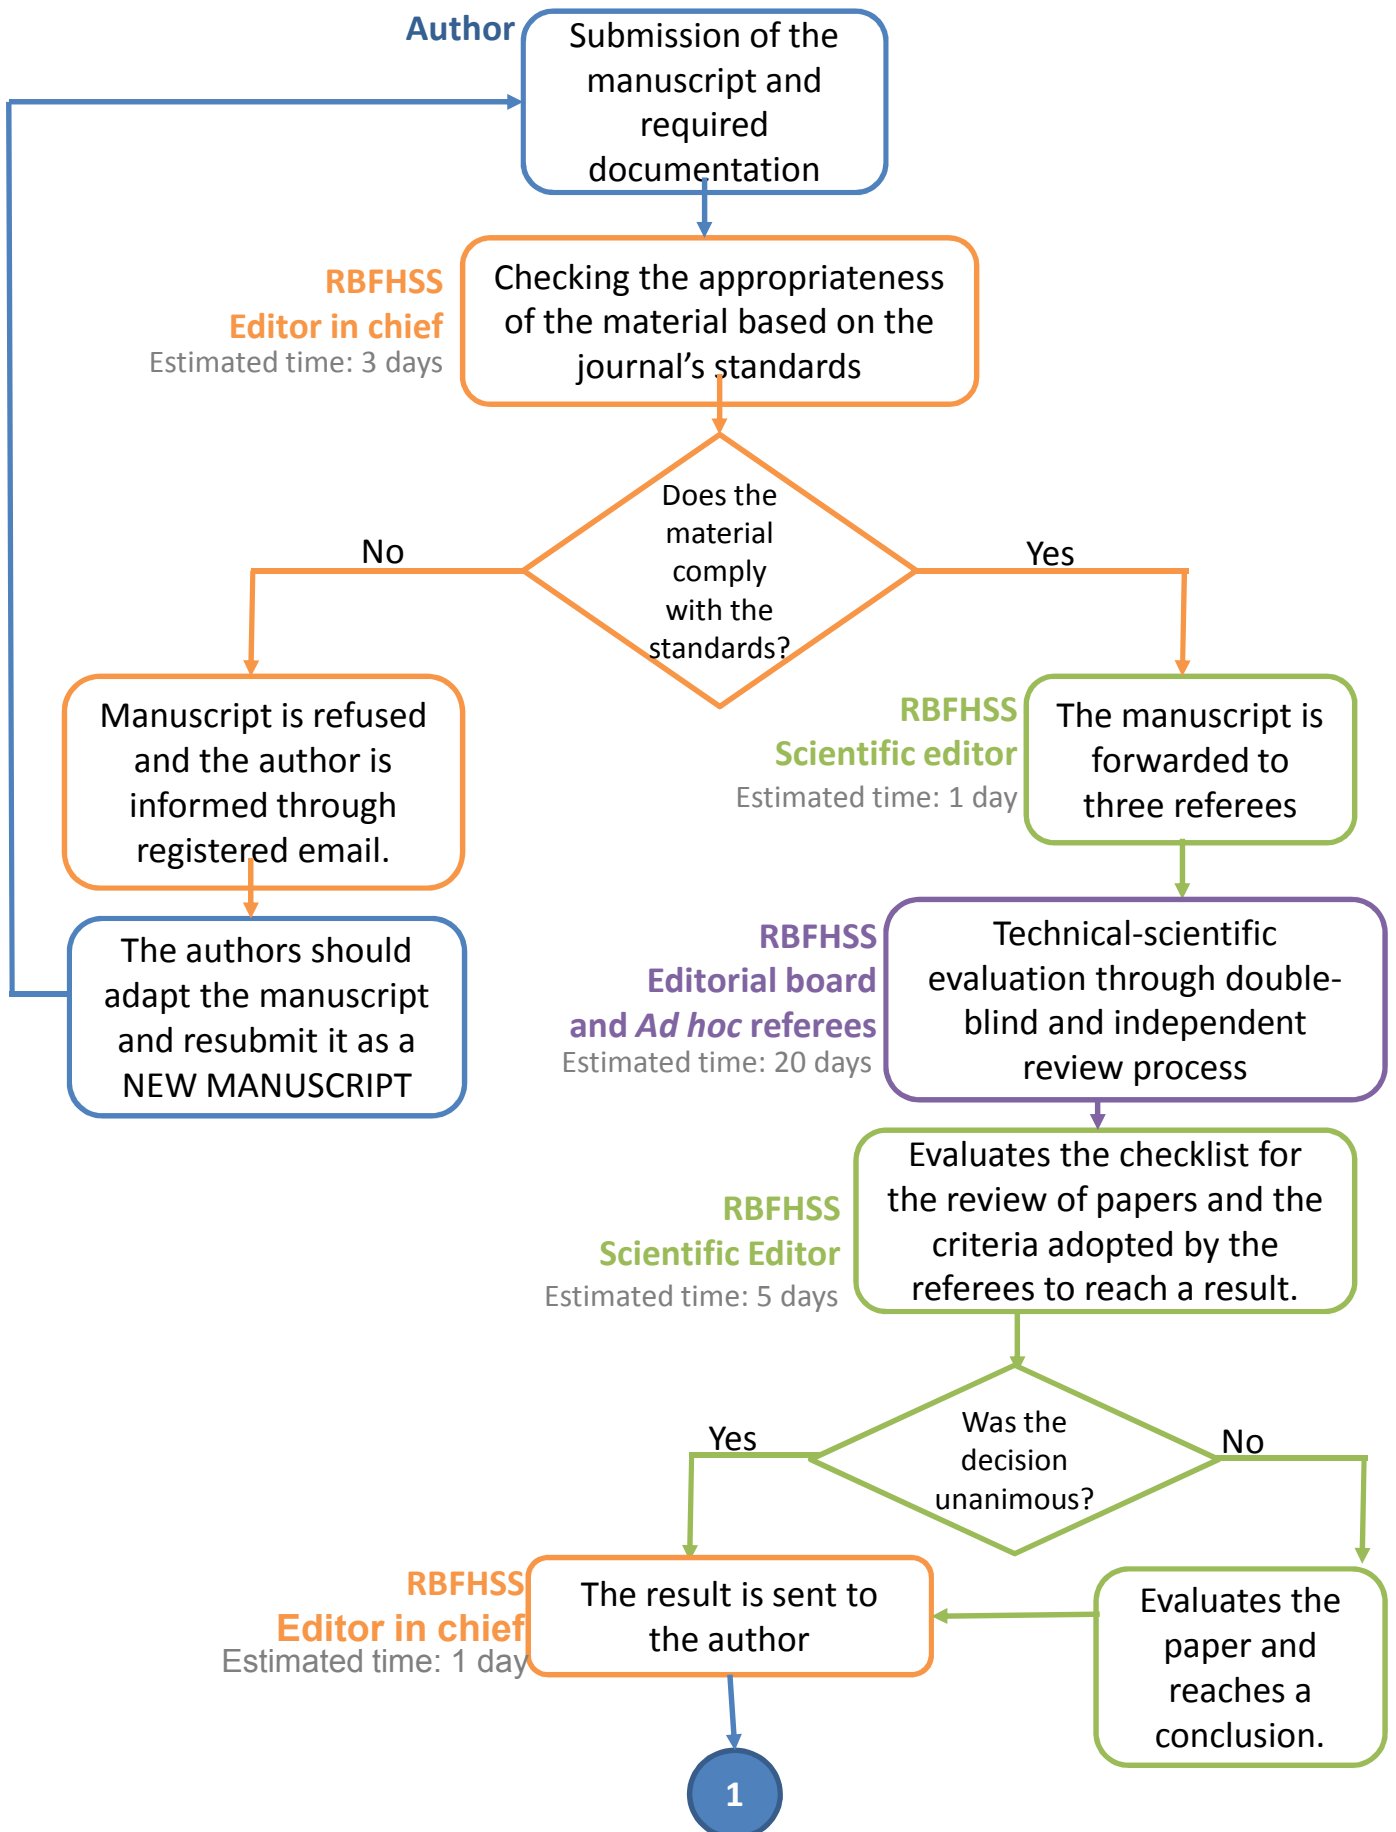 Author
Submission of the
manuscript and
required
documentation
RBFHSS
Editor in chief
Estimated time: 3 days
Checking the appropriateness
of the material based on the
journal’s standards
Does the
material
comply
with the
standards?
No
Yes
Manuscript is refused
and the author is
informed through
registered email.
RBFHSS
Scientific editor
Estimated time: 1 day
The manuscript is
forwarded to
three referees
The authors should
adapt the manuscript
and resubmit it as a
NEW MANUSCRIPT
RBFHSS
Editorial board
and Ad hoc referees
Estimated time: 20 days
Technical-scientific
evaluation through double-
blind and independent
review process
RBFHSS
Scientific Editor
Estimated time: 5 days
Evaluates the checklist for
the review of papers and the
criteria adopted by the
referees to reach a result.
Was the
decision
unanimous?
Yes
No
RBFHSS
Editor in chief
Estimated time: 1 day
The result is sent to
the author
Evaluates the
paper and
reaches a
conclusion.
1